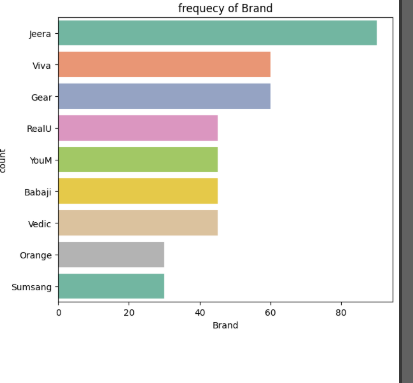 frequecy of Brand
Jeera
Viva
Gear
RealU
YouM
Babaji
Vedic
Orange
Sumsang
count
0 20 40 60 80
Brand